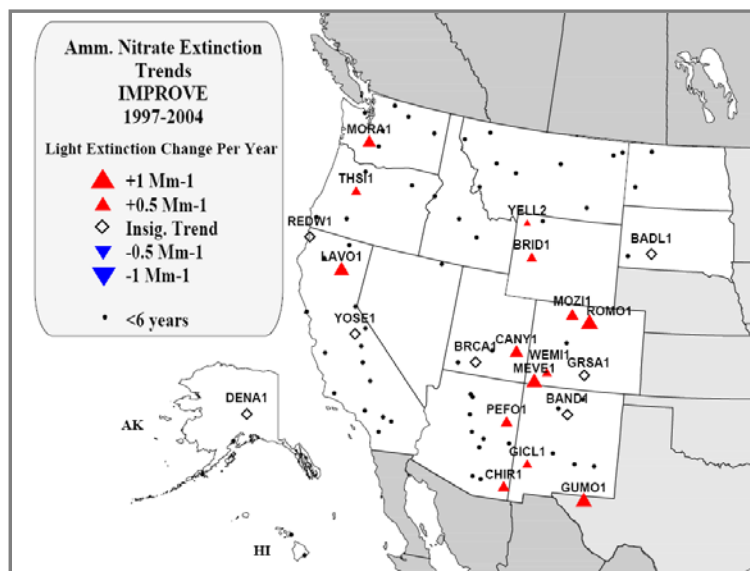 Amm. Nitrate Extinction
Trends
IMPROVE
1997-2004
Light Extinction Change Per Year
+1 Mm-1
+0.5 Mm-1
Insig. Trend
-0.5 Mm-1
-1 Mm-1
<6 years
MORA1
THSI1
REDW1
LAVO1
YOSE1
YELL2
BRID1
BADL1
MOZI1
ROMO1
BRCA1
CANY1
WEMI1
MEVE1
GRSA1
BAND1
PEFO1
GICL1
CHIR1
GUMO1
DENA1
AK
HI